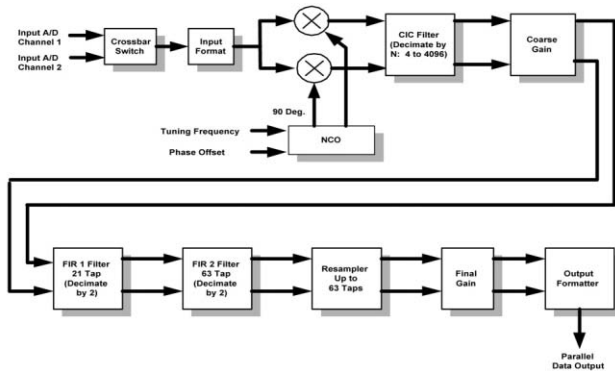 Input A/D
Channel 1
Input A/D
Channel 2
Crossbar
Switch
Input
Format
90 Deg.
Tuning Frequency
Phase Offset
NCO
CIC Filter
(Decimate by
N: 4 to 4096)
Coarse
Gain
FIR 1 Filter
21 Tap
(Decimate
by 2)
FIR 2 Filter
63 Tap
(Decimate
by 2)
Resampler
Up to
63 Taps
Final
Gain
Output
Formatter
Parallel
Data Output